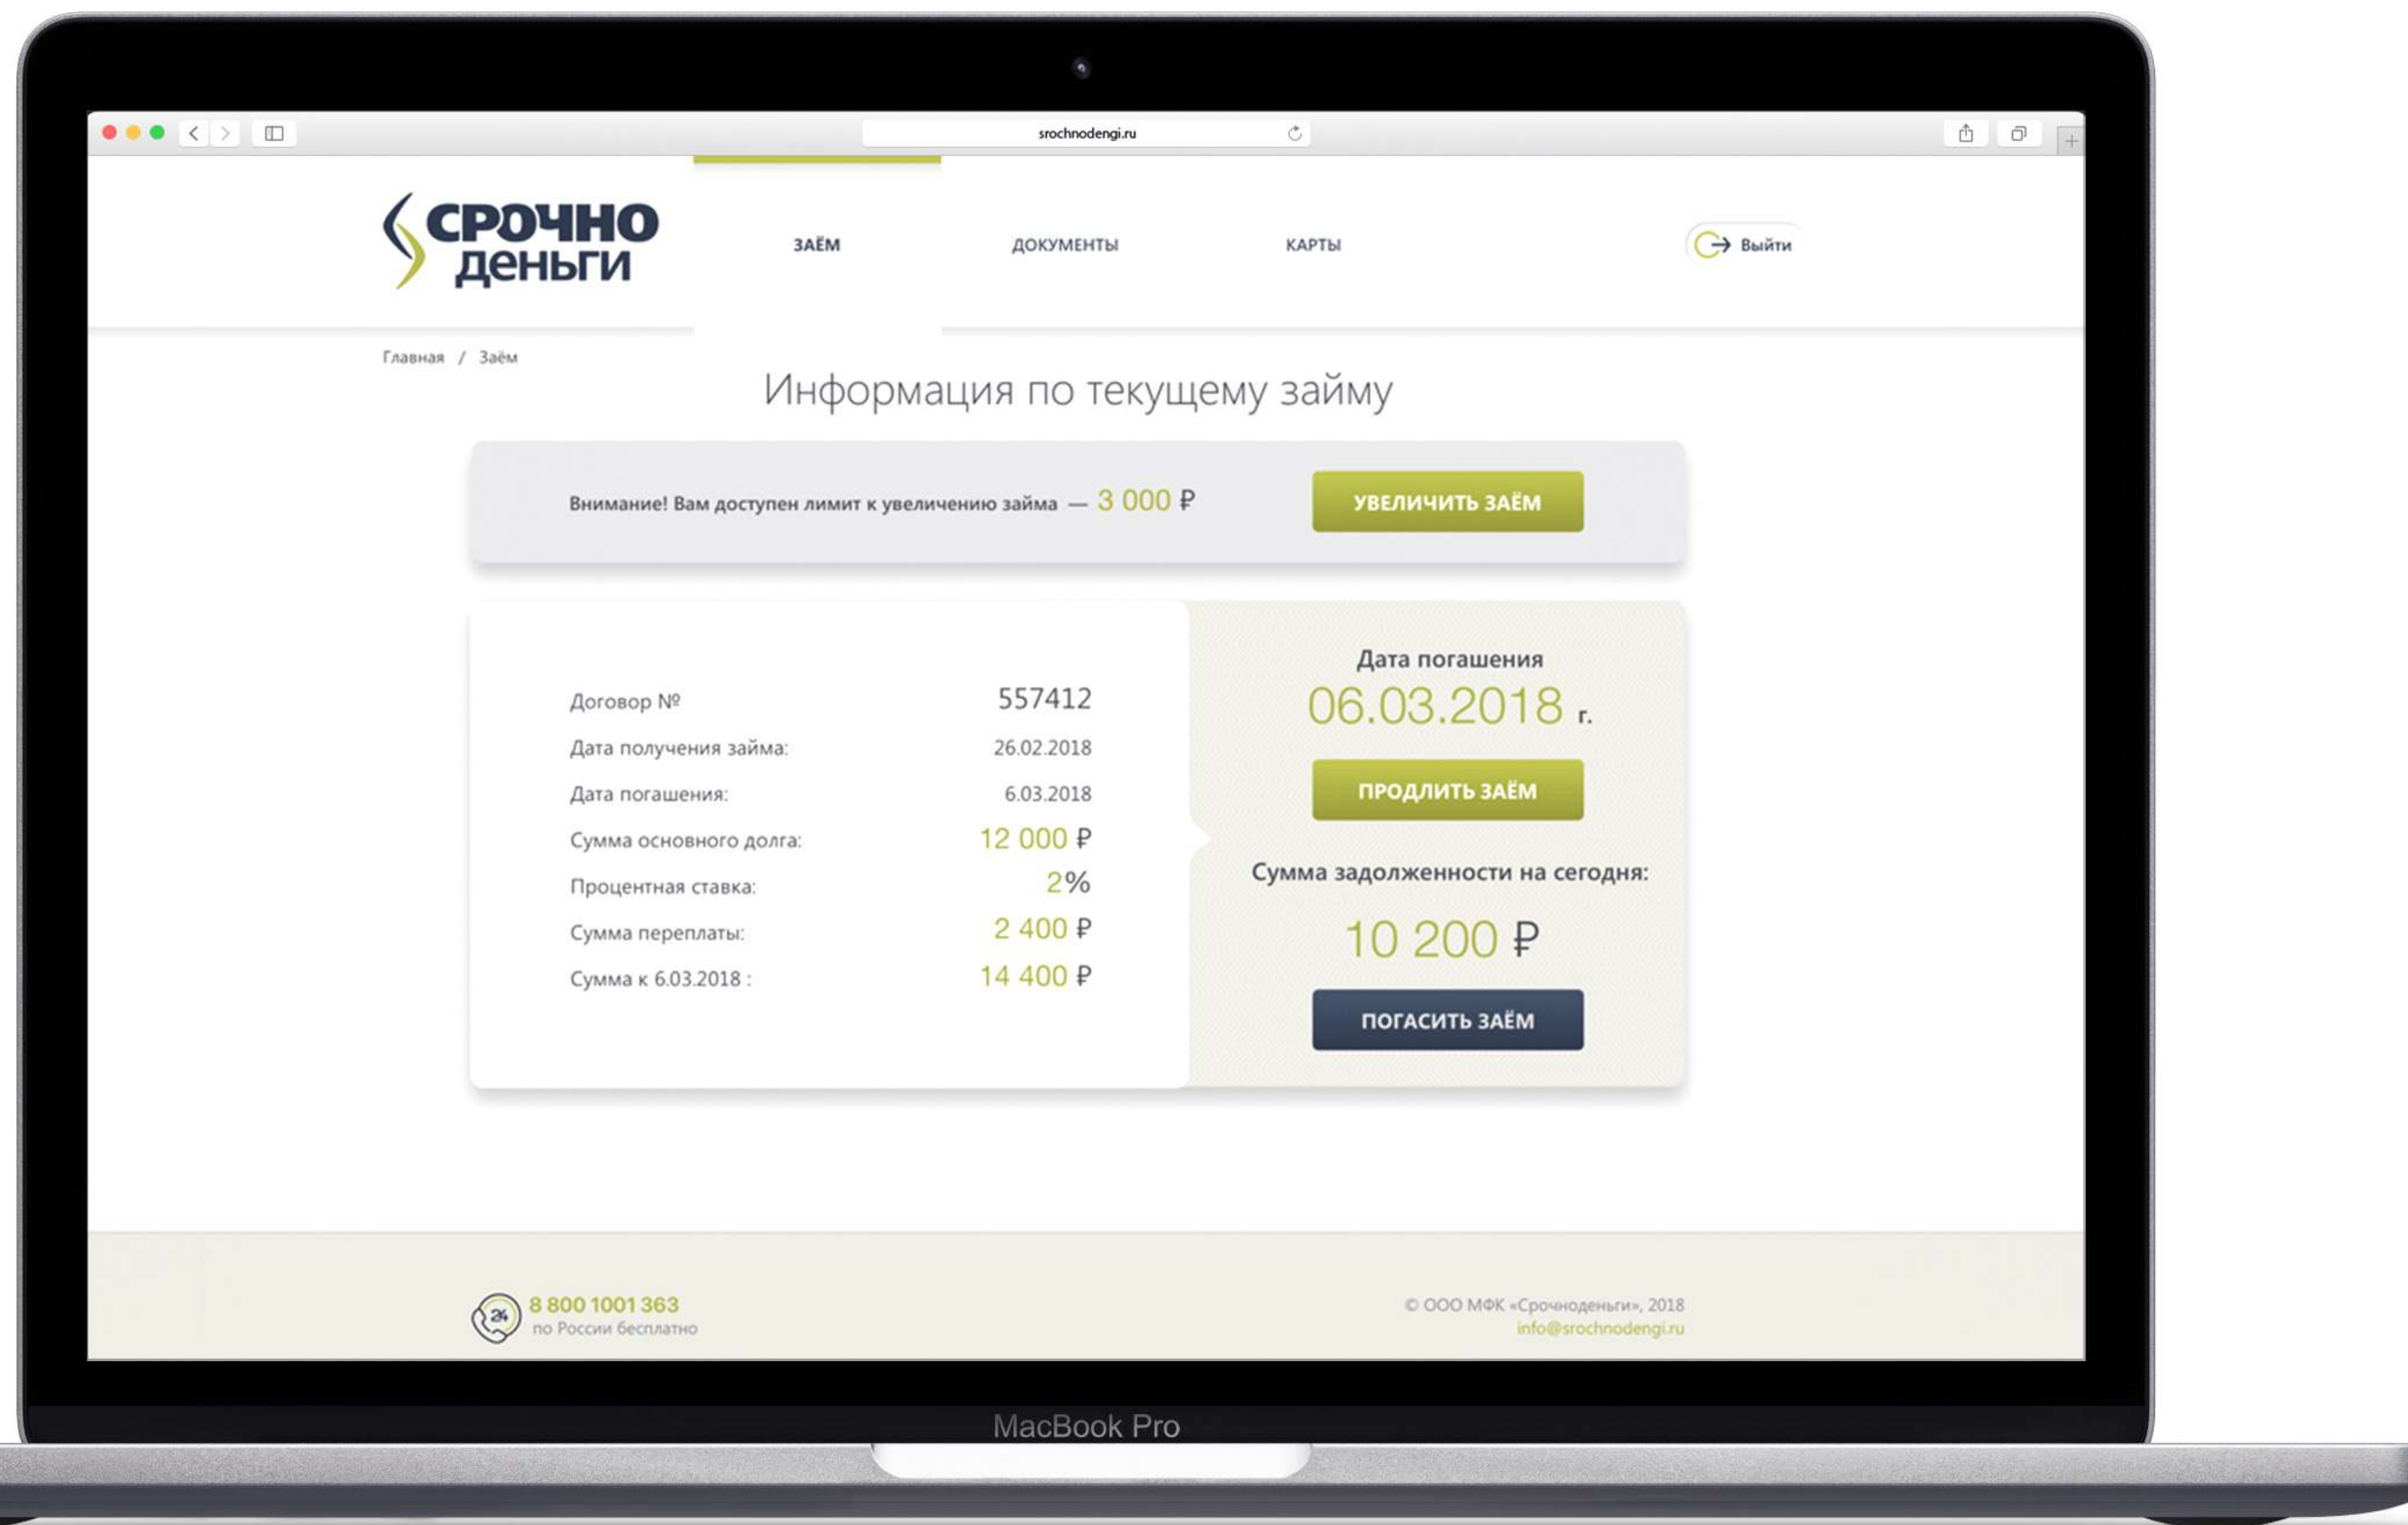 srochnodengi.ru
СРОЧНО
деньги
ЗАЁМ
ДОКУМЕНТЫ
КАРТЫ
Выйти
Главная / Заём
Информация по текущему займу
Внимание! Вам доступен лимит к увеличению займа — 3 000 ₽
УВЕЛИЧИТЬ ЗАЁМ
Договор № 557412
Дата получения займа: 26.02.2018
Дата погашения: 6.03.2018
Сумма основного долга: 12 000 ₽
Процентная ставка: 2%
Сумма переплаты: 2 400 ₽
Сумма к 6.03.2018 : 14 400 ₽
Дата погашения
06.03.2018 г.
ПРОДЛИТЬ ЗАЁМ
Сумма задолженности на сегодня:
10 200 ₽
ПОГАСИТЬ ЗАЁМ
24
8 800 1001 363
по России бесплатно
© ООО МФК «Срочноденьги», 2018
info@srochnodengi.ru
MacBook Pro